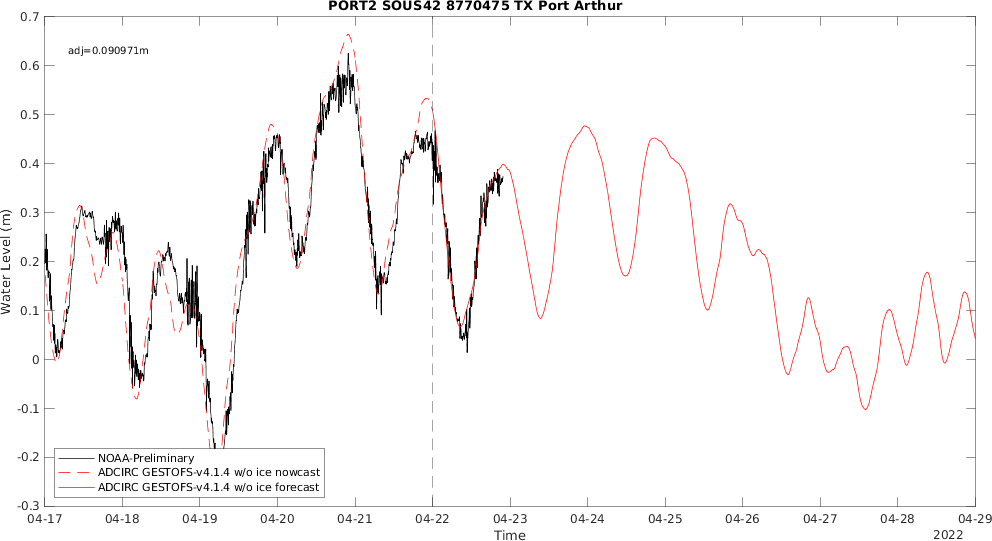 PORT2 SOUS42 8770475 TX Port Arthur
adj=0.090971m
Water Level (m)
0.7
0.6
0.5
0.4
0.3
0.2
0.1
0
-0.1
-0.2
-0.3
NOAA-Preliminary
ADCIRC GESTOFS-v4.1.4 w/o ice nowcast
ADCIRC GESTOFS-v4.1.4 w/o ice forecast
04-17 04-18 04-19 04-20 04-21 04-22 04-23 04-24 04-25 04-26 04-27 04-28 04-29
Time
2022